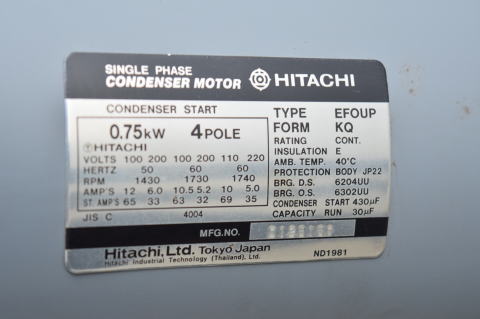 SINGLE PHASE
CONDENSER MOTOR HITACHI
CONDENSER START
0.75kW 4POLE
HITACHI
VOLTS 100 200 100 200 110 220
HERTZ 50 60 60
RPM 1430 1730 1740
AMP'S 12 6.0 10.5 5.2 10 5.0
ST AMP'S 65 33 63 32 69 35
JIS C 4004
TYPE EFOUP
FORM KQ
RATING CONT.
INSULATION E
AMB. TEMP. 40°C
PROTECTION BODY JP22
BRG. D.S. 6204UU
BRG. O.S. 6302UU
CONDENSER START 430µF
CAPACITY RUN 30µF
MFG.NO.
Hitachi, Ltd. Tokyo Japan
Hitachi Industrial Technology (Thailand), Ltd.
ND1981